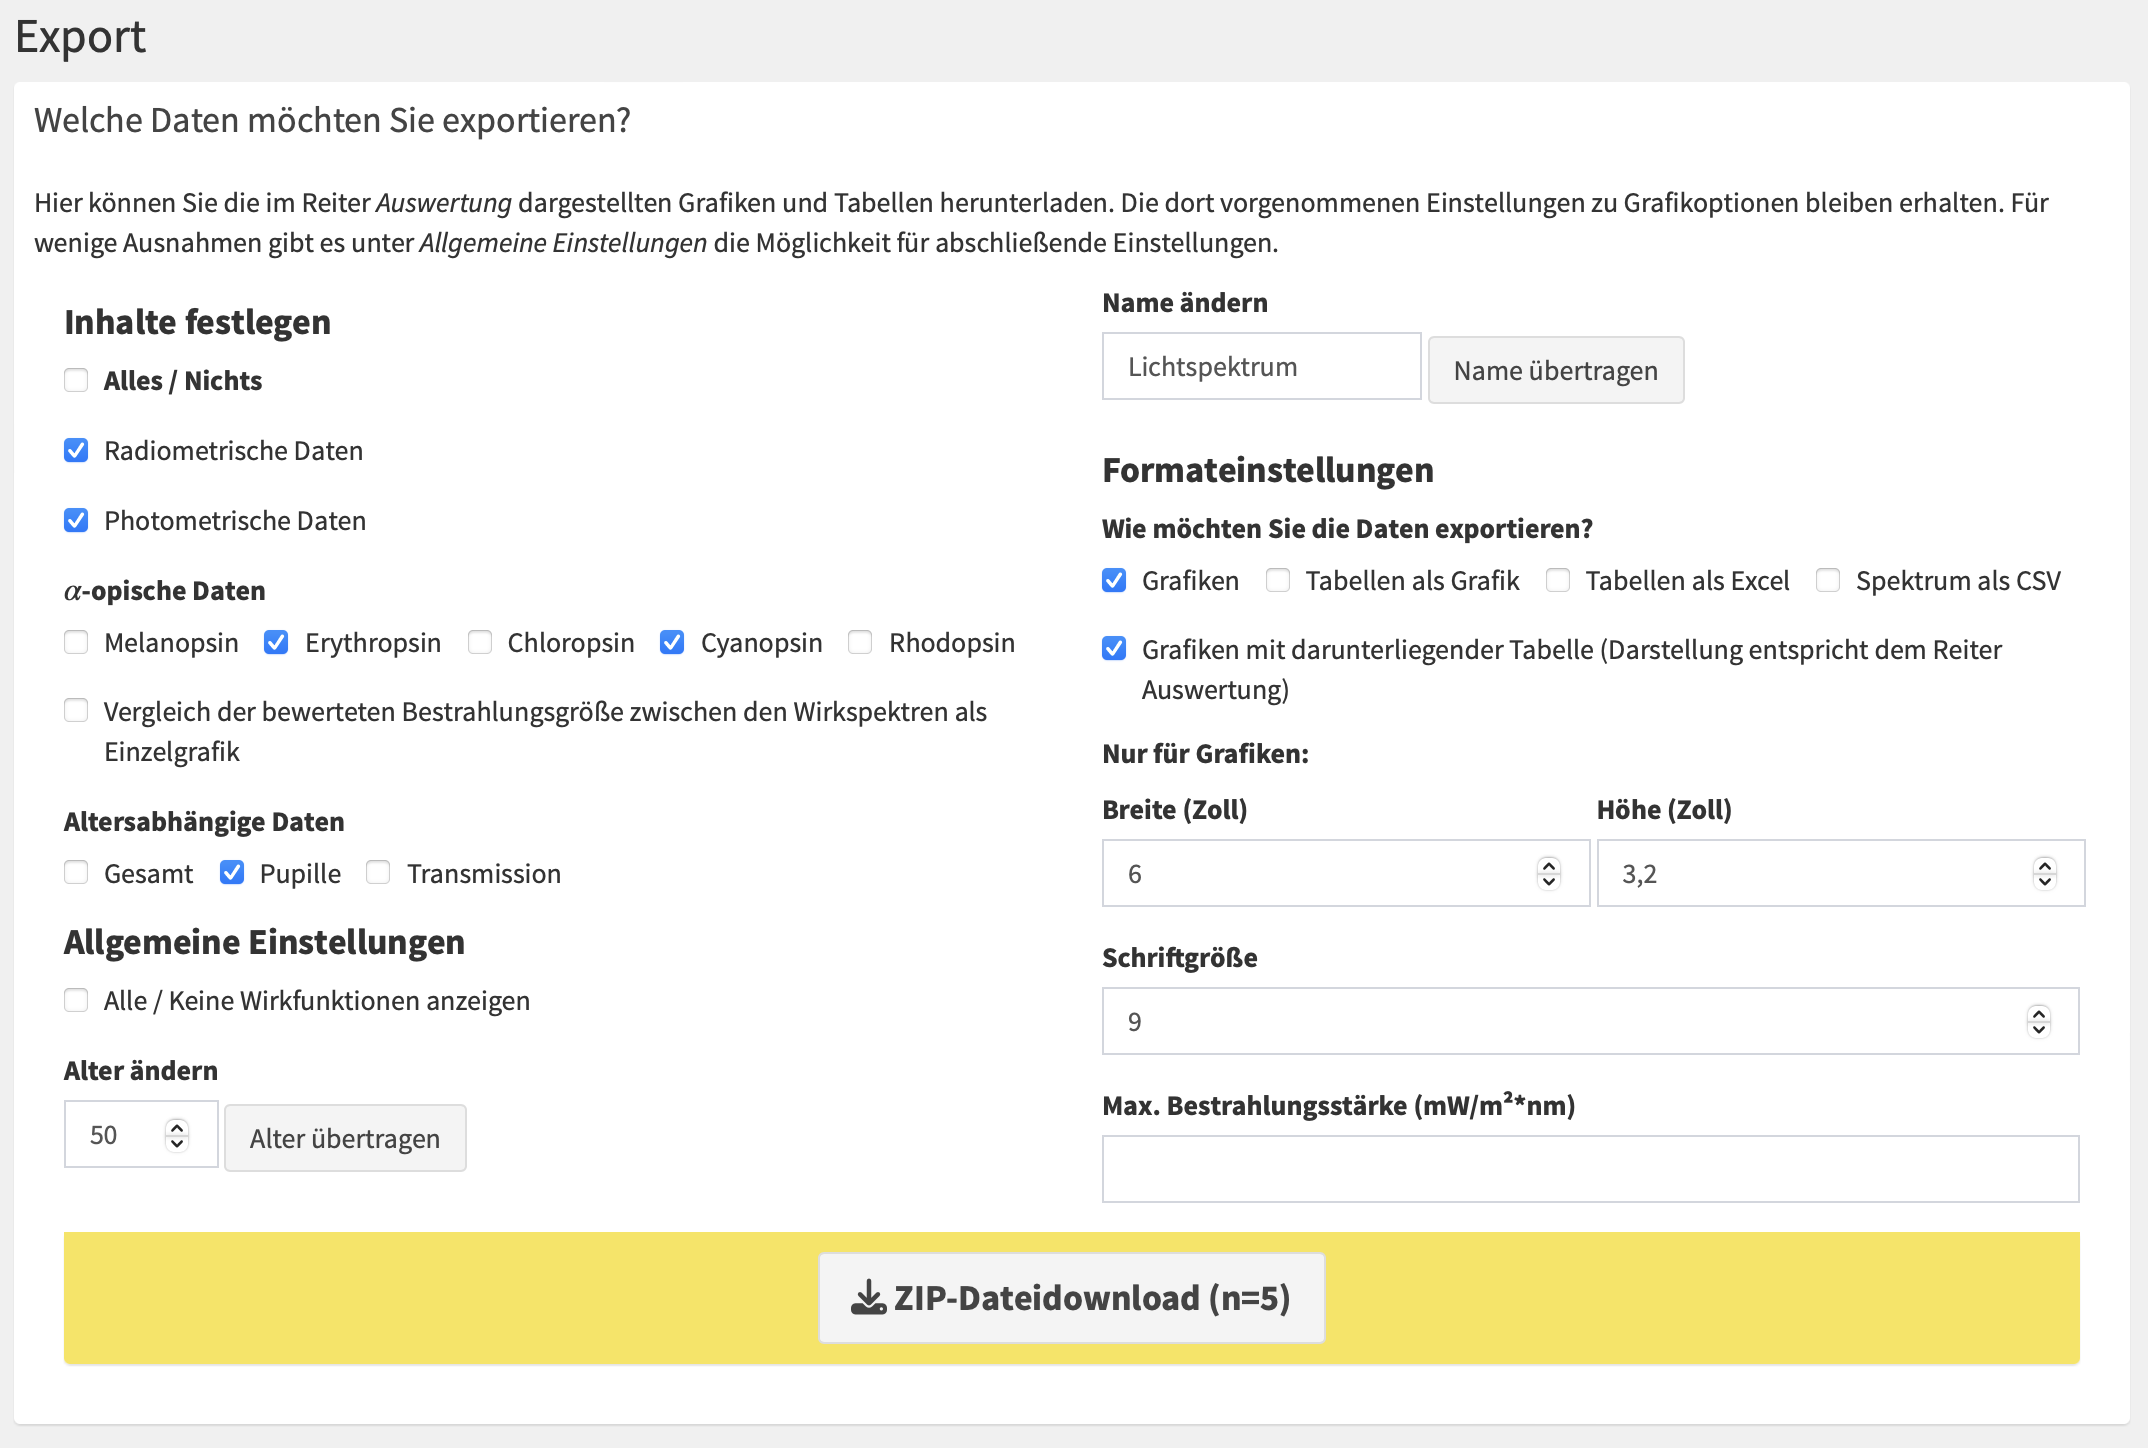 Export
Welche Daten möchten Sie exportieren?
Hier können Sie die im Reiter Auswertung dargestellten Grafiken und Tabellen herunterladen. Die dort vorgenommenen Einstellungen zu Grafikoptionen bleiben erhalten. Für
wenige Ausnahmen gibt es unter Allgemeine Einstellungen die Möglichkeit für abschließende Einstellungen.
Inhalte festlegen
Alles / Nichts
Radiometrische Daten
Photometrische Daten
α-opische Daten
Melanopsin Erythropsin Chloropsin Cyanopsin Rhodopsin
Vergleich der bewerteten Bestrahlungsgröße zwischen den Wirkspektren als
Einzelgrafik
Altersabhängige Daten
Gesamt Pupille Transmission
Allgemeine Einstellungen
Alle / Keine Wirkfunktionen anzeigen
Alter ändern
50 Alter übertragen
Name ändern
Lichtspektrum Name übertragen
Formateinstellungen
Wie möchten Sie die Daten exportieren?
Grafiken Tabellen als Grafik Tabellen als Excel Spektrum als CSV
Grafiken mit darunterliegender Tabelle (Darstellung entspricht dem Reiter
Auswertung)
Nur für Grafiken:
Breite (Zoll) Höhe (Zoll)
6 3,2
Schriftgröße
9
Max. Bestrahlungsstärke (mW/m²*nm)
ZIP-Dateidownload (n=5)